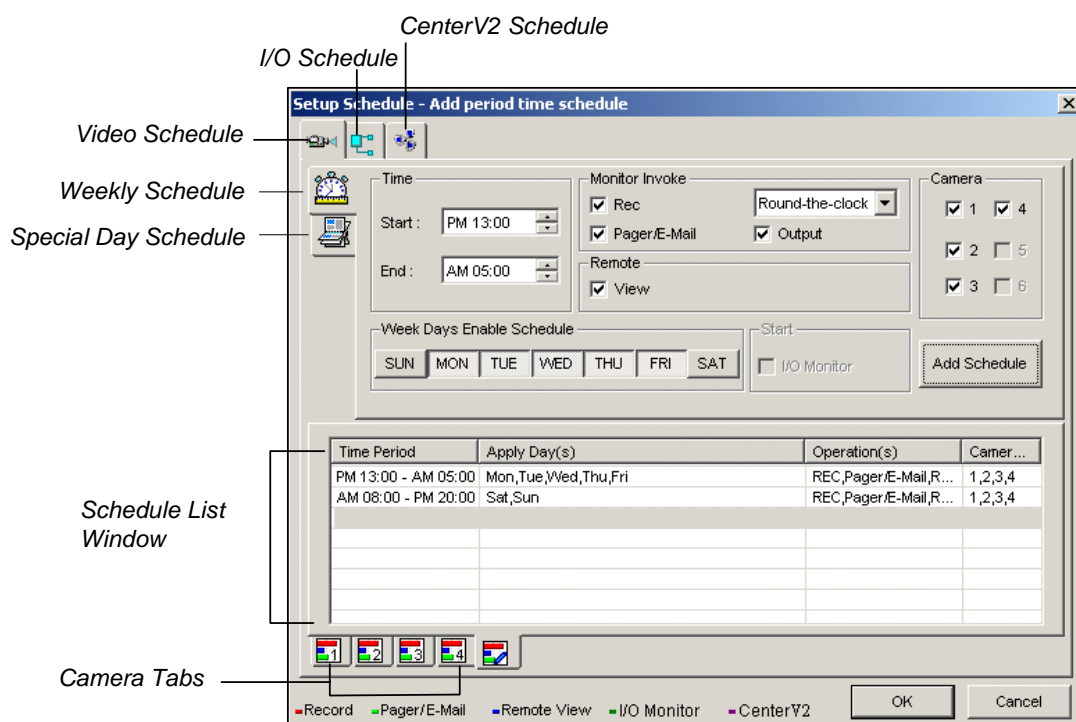 CenterV2 Schedule
I/O Schedule
Setup Schedule - Add period time schedule
Video Schedule
Weekly Schedule
Special Day Schedule
Time
Start :
PM 13:00
End :
AM 05:00
Monitor Invoke
Rec
Round-the-clock
Pager/E-Mail
Output
Remote
View
Camera
1
4
2
5
3
6
Week Days Enable Schedule
SUN MON TUE WED THU FRI SAT
Start
I/O Monitor
Add Schedule
Time Period Apply Day(s) Operation(s) Camer...
PM 13:00 - AM 05:00 Mon,Tue,Wed,Thu,Fri REC,Pager/E-Mail,R... 1,2,3,4
AM 08:00 - PM 20:00 Sat,Sun REC,Pager/E-Mail,R... 1,2,3,4
Schedule List
Window
1 2 3 4
Camera Tabs
Record Pager/E-Mail Remote View I/O Monitor CenterV2
OK
Cancel